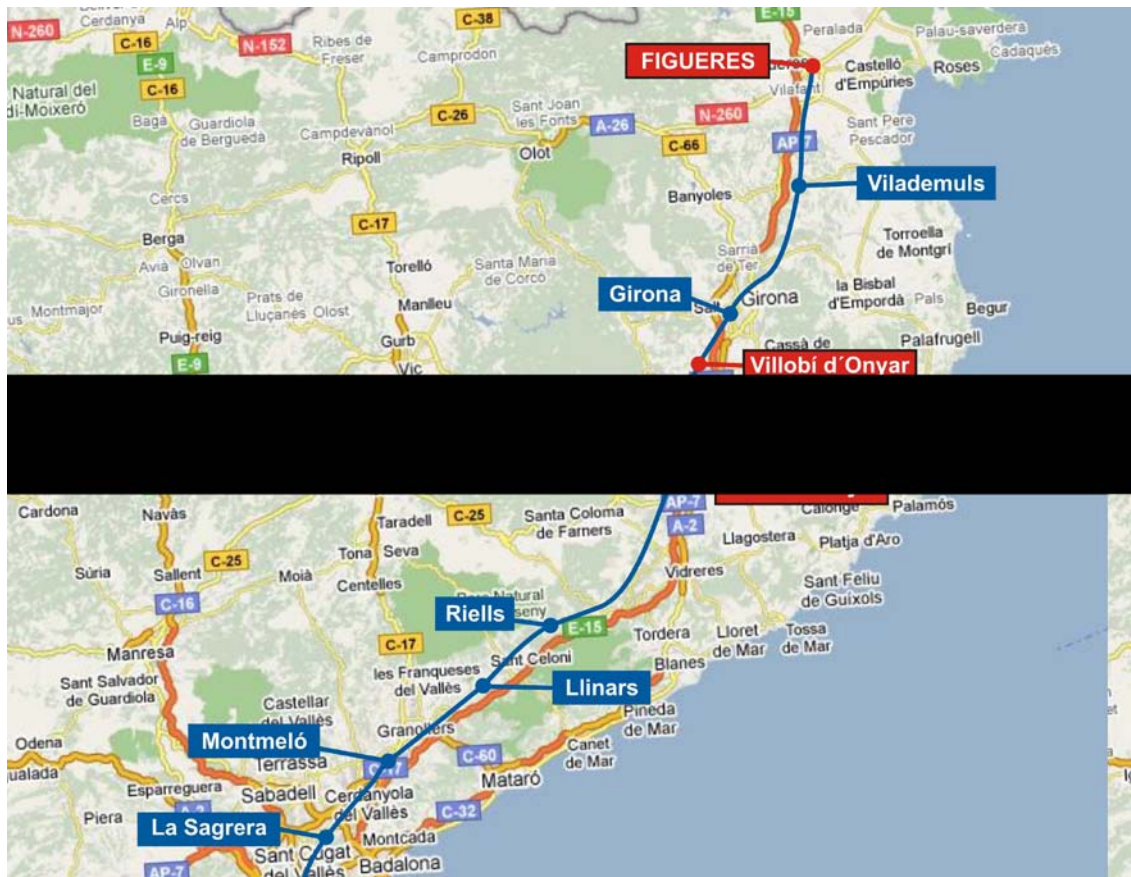 N-260
Cerdanya
Alp
C-16
N-152
Ribes de
Freser
C-38
Camprodon
E-15
Peralada
Palau-saverdera
Cadaqués
E-9
FIGUERES
Vilafant
Castelló
d'Empúries
Roses
Natural del
di-Moixeró
C-16
Bagà
Guardiola
de Berguedà
Campdevànol
Ripoll
C-26
Sant Joan
les Fonts
A-26
Olot
N-260
C-66
AP-7
Sant Pere
Pescador
Cercs
Banyoles
Vilademuls
C-17
Berga
Avià
Olvan
Gironella
Torelló
Santa Maria
de Corcó
Sarrià
de Ter
Torroella
de Montgrí
Montmajor
Prats de
Lluçanès
Olost
Manlleu
Girona
Salt
Girona
la Bisbal
d'Empordà
Pals
Begur
Puig-reig
Gurb
Cassà de
Palafrugell
E-9
Vic
Villobí d´Onyar
Cardona
Navàs
Taradell
C-25
Santa Coloma
de Farners
AP-7
A-2
Calonge
Palamós
C-25
Tona
Seva
Llagostera
Platja d'Aro
Súria
Sallent
Moià
Centelles
Vidreres
Sant Feliu
de Guíxols
C-16
Riells
E-15
Manresa
C-17
Tordera
Lloret
de Mar
Tossa
de Mar
Sant Salvador
de Guardiola
les Franqueses
del Vallès
Sant Celoni
Blanes
Llinars
Castellar
del Vallès
Granollers
Pineda
de Mar
Odena
Montmeló
Terrassa
C-17
C-60
Canet
de Mar
Mataró
Esparreguera
Sabadell
Cerdanyola
del Vallès
Piera
A-2
C-32
La Sagrera
Sant Cugat
del Vallès
Montcada
Badalona
AP-7